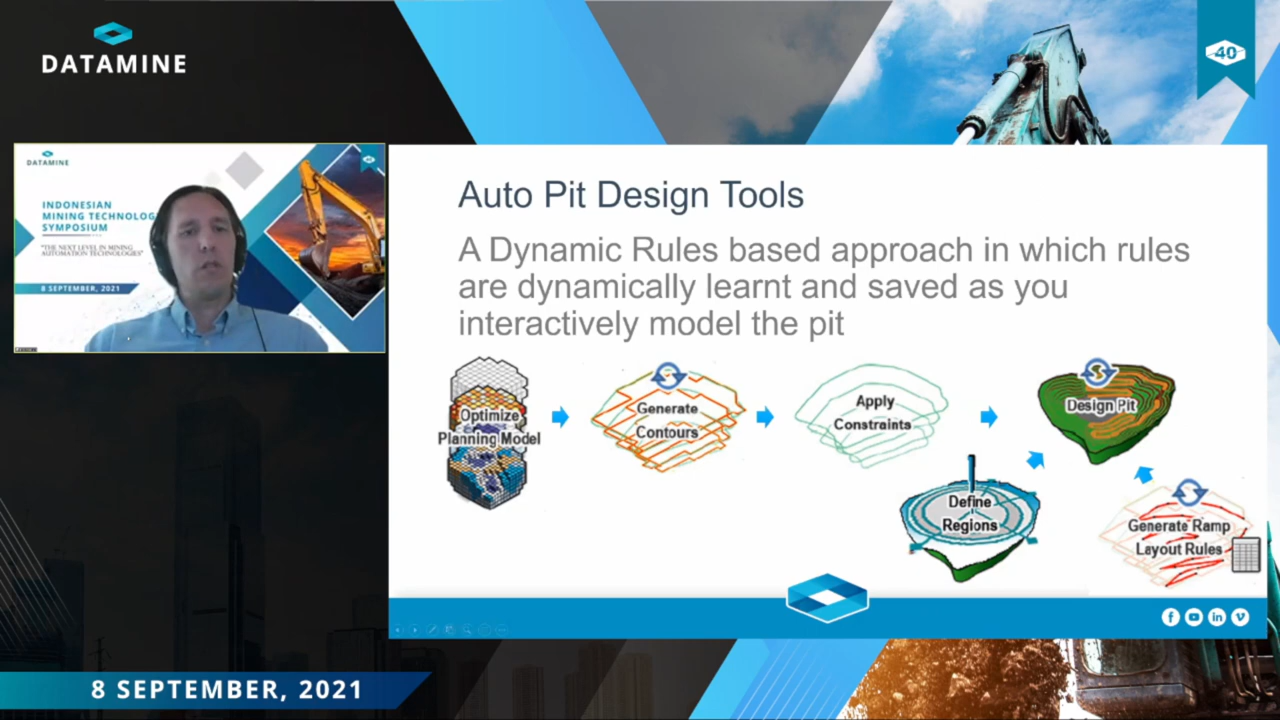 DATAMINE
40
DATAMINE
INDONESIAN
MINING TECHNOLOG
SYMPOSIUM
"THE NEXT LEVEL IN MINING
AUTOMATION TECHNOLOGIES"
8 SEPTEMBER, 2021
Auto Pit Design Tools
A Dynamic Rules based approach in which rules
are dynamically learnt and saved as you
interactively model the pit
Optimize
Planning Model
Generate
Contours
Apply
Constraints
Design Pit
Define
Regions
Generate Ramp
Layout Rules
8 SEPTEMBER, 2021